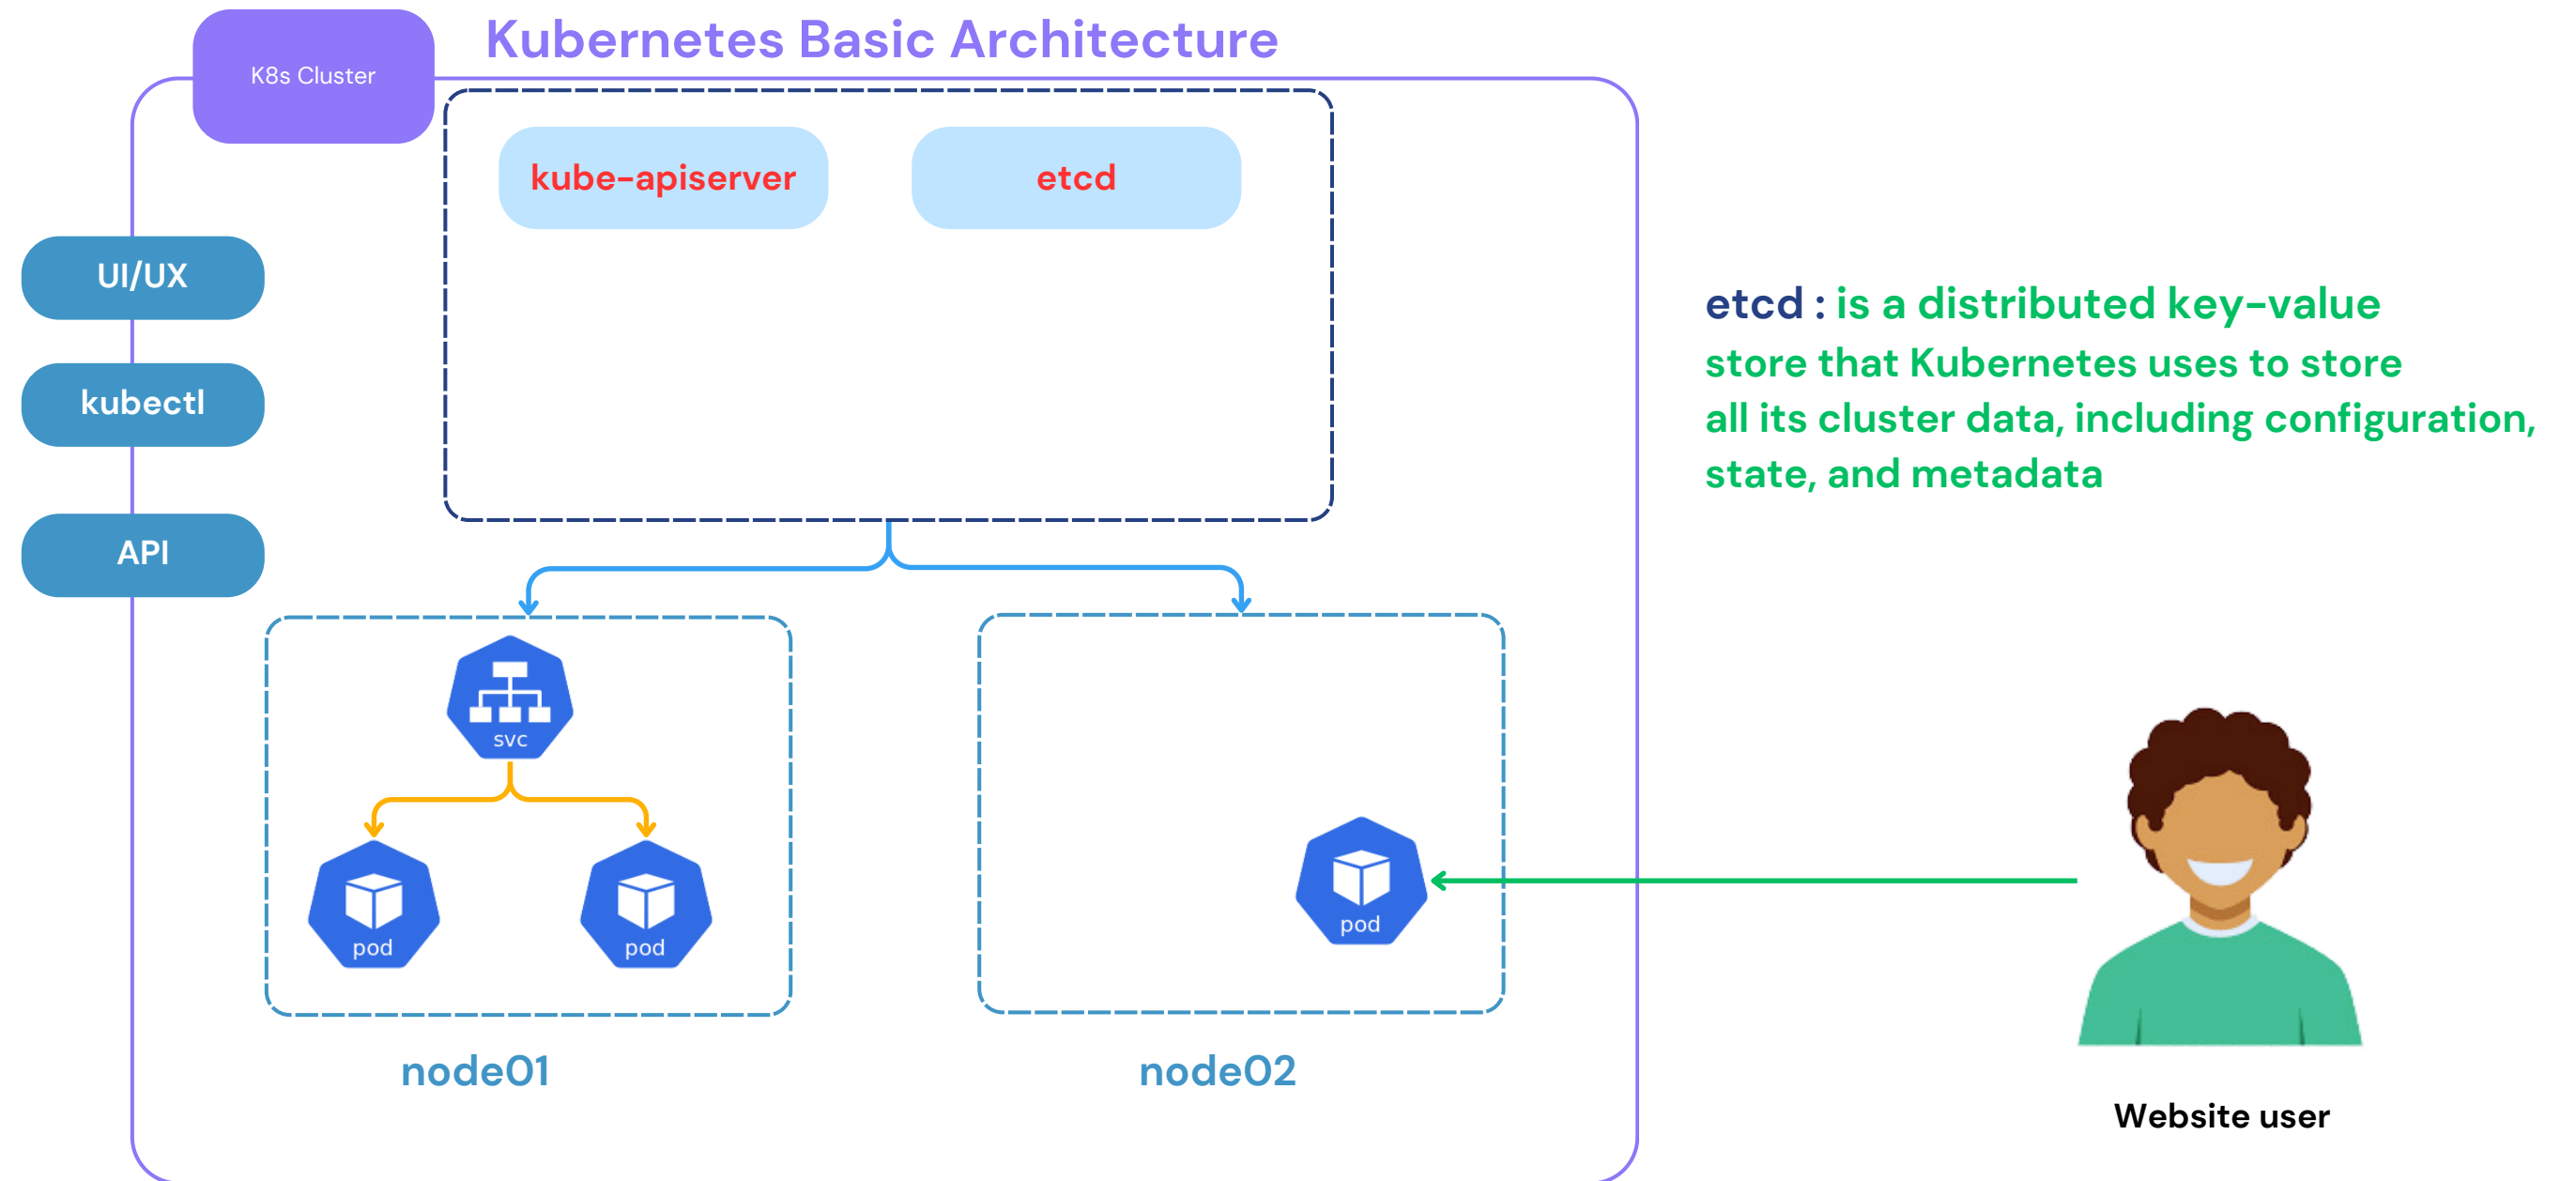 Kubernetes Basic Architecture
K8s Cluster
kube-apiserver
etcd
UI/UX
kubectl
API
etcd : is a distributed key-value
store that Kubernetes uses to store
all its cluster data, including configuration,
state, and metadata
svc
pod
pod
pod
node01
node02
Website user